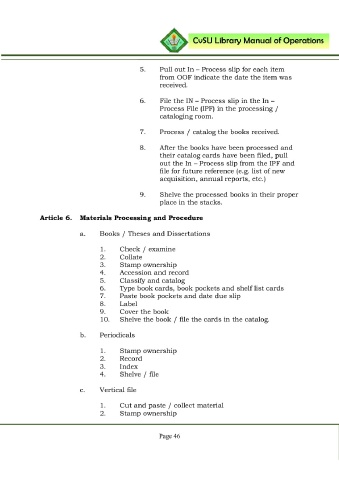 CvSU Library Manual of Operations
5. Pull out In – Process slip for each item
from OOF indicate the date the item was
received.
6. File the IN – Process slip in the In –
Process File (IPF) in the processing /
cataloging room.
7. Process / catalog the books received.
8. After the books have been processed and
their catalog cards have been filed, pull
out the In – Process slip from the IPF and
file for future reference (e.g. list of new
acquisition, annual reports, etc.)
9. Shelve the processed books in their proper
place in the stacks.
Article 6. Materials Processing and Procedure
a. Books / Theses and Dissertations
1. Check / examine
2. Collate
3. Stamp ownership
4. Accession and record
5. Classify and catalog
6. Type book cards, book pockets and shelf list cards
7. Paste book pockets and date due slip
8. Label
9. Cover the book
10. Shelve the book / file the cards in the catalog.
b. Periodicals
1. Stamp ownership
2. Record
3. Index
4. Shelve / file
c. Vertical file
1. Cut and paste / collect material
2. Stamp ownership
Page 46